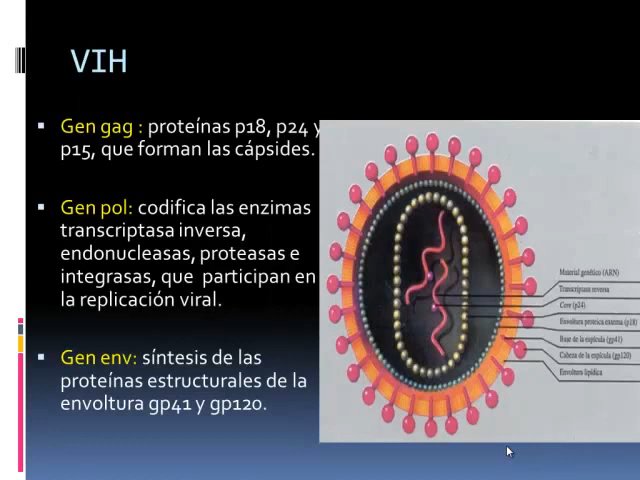 VIH
Gen gag : proteínas p18, p24 y
p15, que forman las cápsides.
Gen pol: codifica las enzimas
transcriptasa inversa,
endonucleasas, proteasas e
integrasas, que participan en
la replicación viral.
Gen env: síntesis de las
proteínas estructurales de la
envoltura gp41 y gp120.
Material genético (ARN)
Transcriptasa inversa
Core (p24)
Envoltura proteica externa (p18)
Base de la espícula (gp41)
Cabeza de la espícula (gp120)
Envoltura lipídica